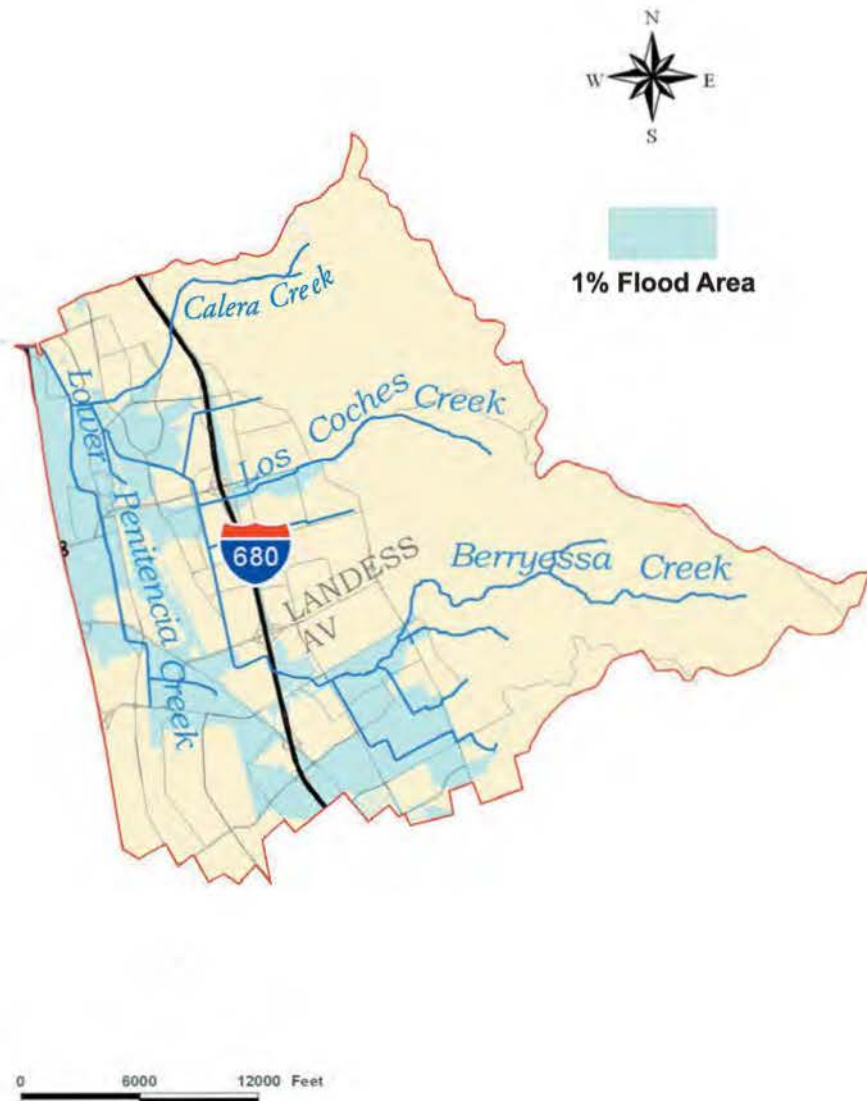 N
W E
S
1% Flood Area
Calera Creek
Lower Penitencia Creek
Los Coches Creek
680
LANDESS
AV
Berryessa Creek
0 6000 12000 Feet